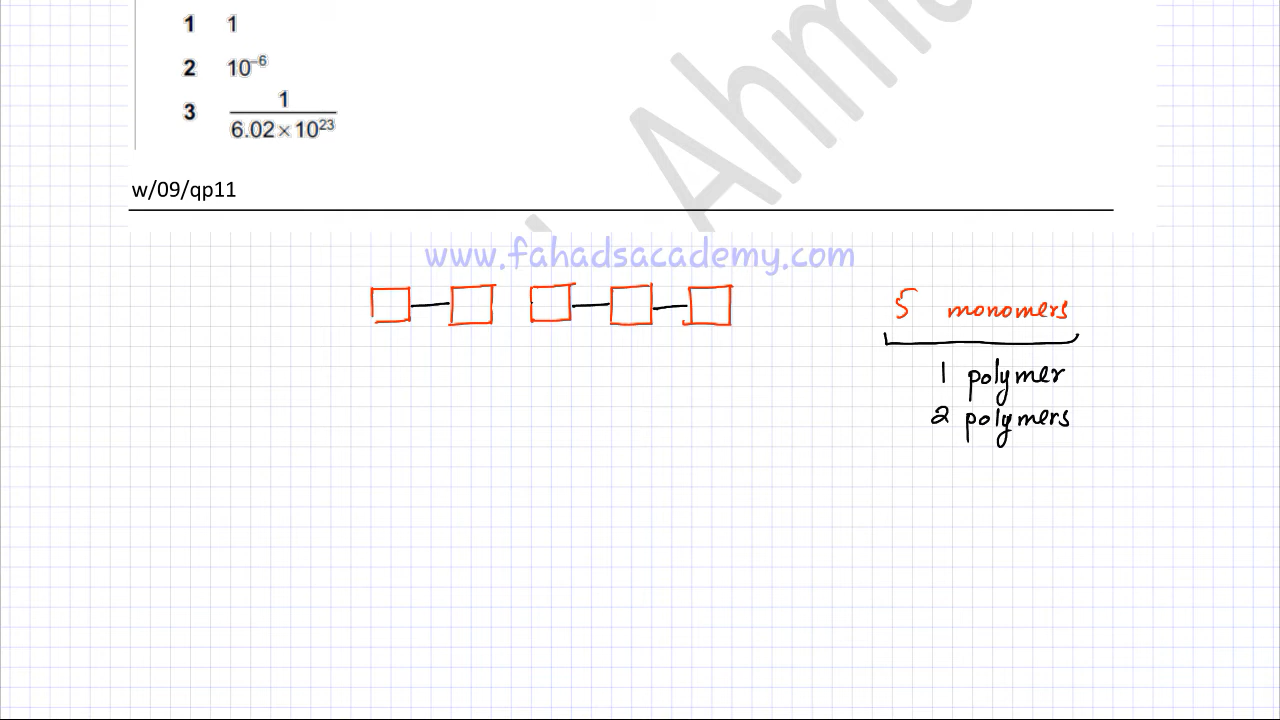 1 1
2 10⁻⁶
3 1
6.02 × 10²³
w/09/qp11
www.fahadsacademy.com
5 monomers
1 polymer
2 polymers